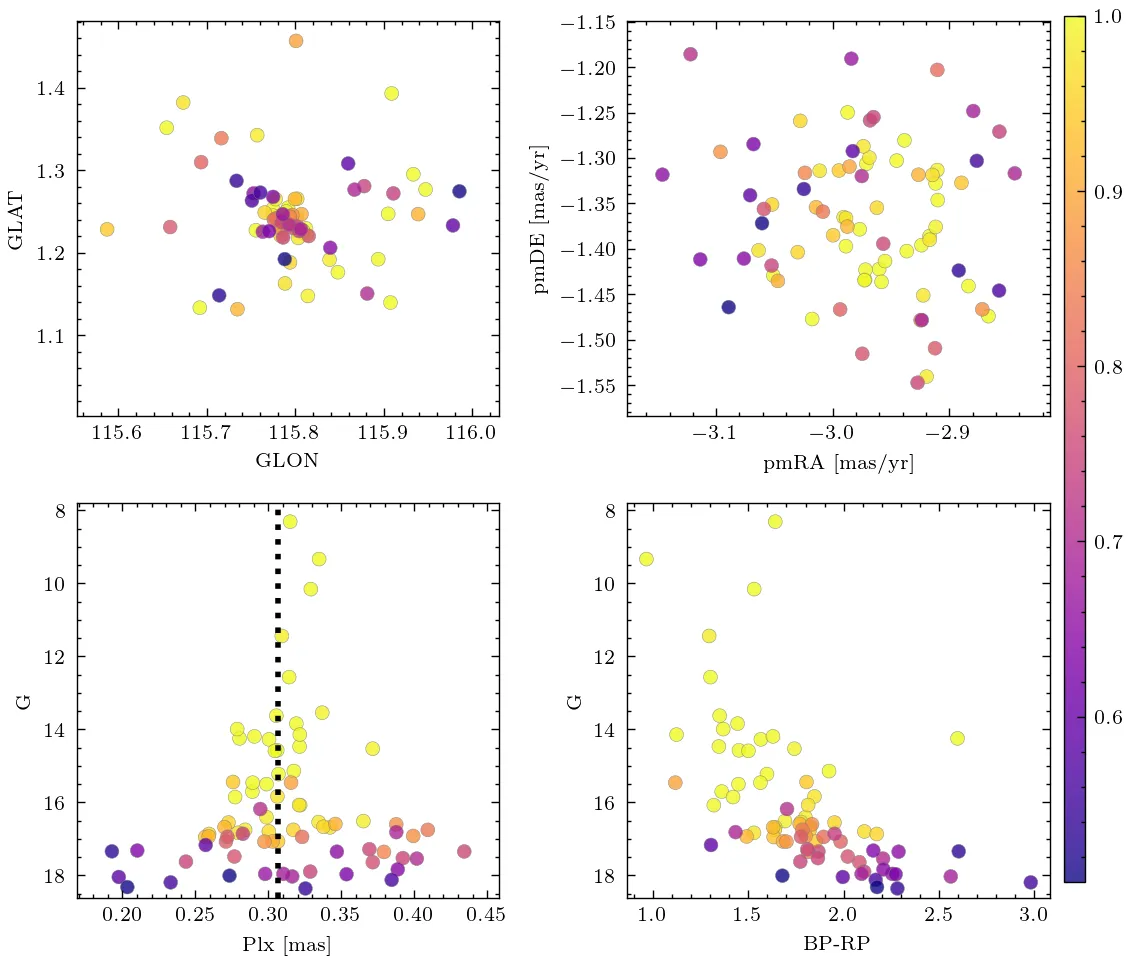 1.4
1.3
1.2
1.1
GLAT
115.6 115.7 115.8 115.9 116.0
GLON
−1.15
−1.20
−1.25
−1.30
−1.35
−1.40
−1.45
−1.50
−1.55
pmDE [mas/yr]
−3.1 −3.0 −2.9
pmRA [mas/yr]
1.0
0.9
0.8
0.7
0.6
8
10
12
14
16
18
G
0.20 0.25 0.30 0.35 0.40 0.45
Plx [mas]
8
10
12
14
16
18
G
1.0 1.5 2.0 2.5 3.0
BP-RP